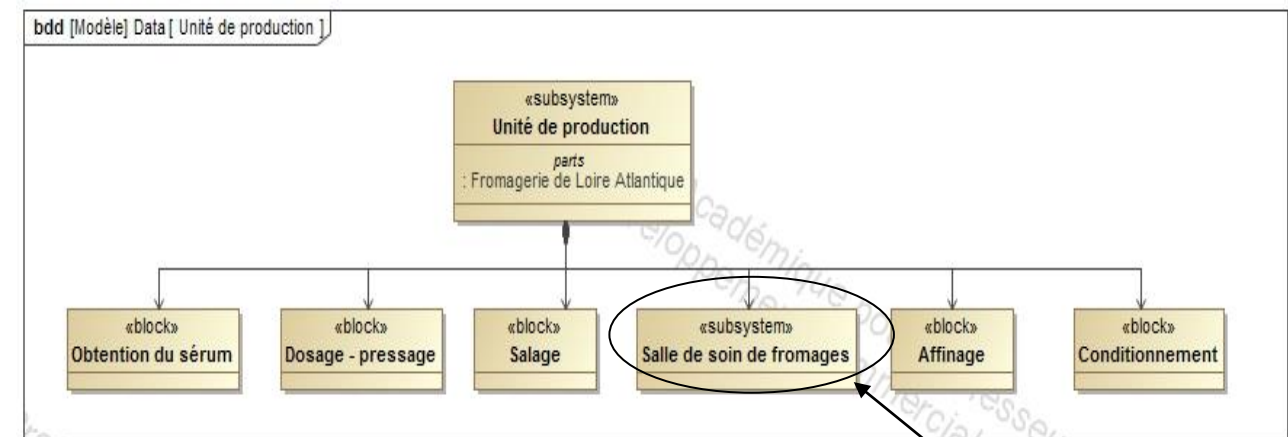 bdd [Modèle] Data [ Unité de production ]
«subsystem»
Unité de production
parts
: Fromagerie de Loire Atlantique
«block»
Obtention du sérum
«block»
Dosage - pressage
«block»
Salage
«subsystem»
Salle de soin de fromages
«block»
Affinage
«block»
Conditionnement